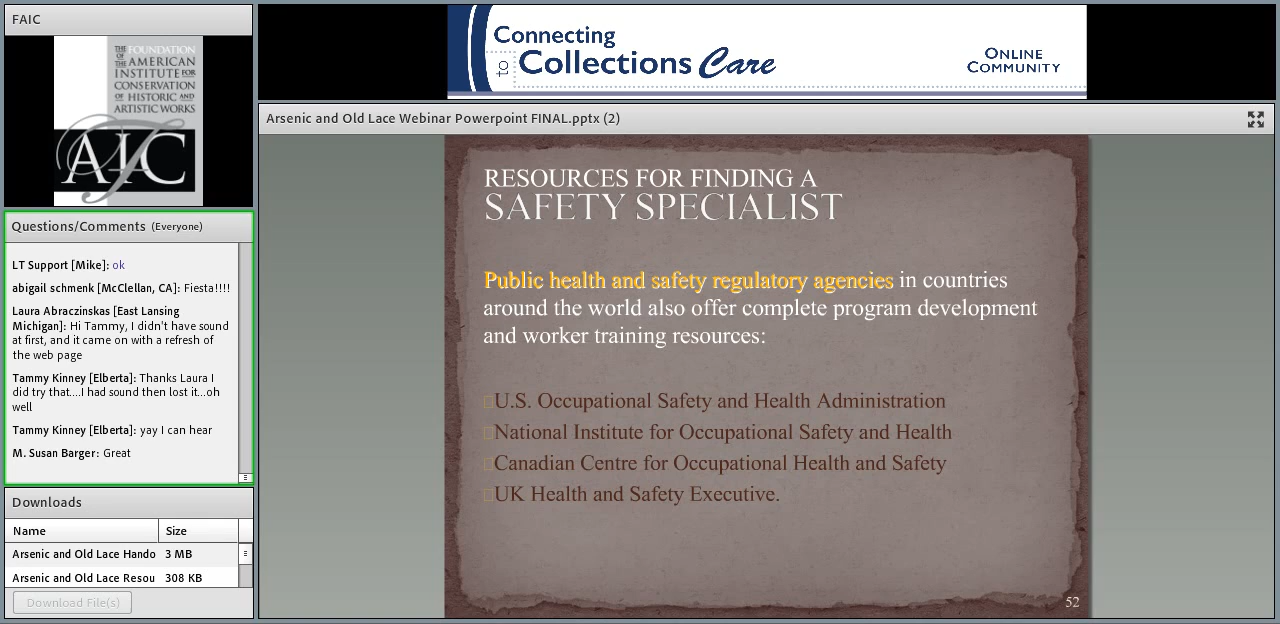 FAIC
THE FOUNDATION
OF THE AMERICAN
INSTITUTE FOR
CONSERVATION
OF HISTORIC AND
ARTISTIC WORKS
FAIC
Connecting
to Collections Care
ONLINE
COMMUNITY
Questions/Comments (Everyone)
LT Support [Mike]: ok
abigail schmenk [McClellan, CA]: Fiesta!!!!
Laura Abraczinskas [East Lansing
Michigan]: Hi Tammy, I didn't have sound
at first, and it came on with a refresh of
the web page
Tammy Kinney [Elberta]: Thanks Laura I
did try that....I had sound then lost it...oh
well
Tammy Kinney [Elberta]: yay I can hear
M. Susan Barger: Great
Downloads
Name Size
Arsenic and Old Lace Hando 3 MB
Arsenic and Old Lace Resou 308 KB
Download File(s)
Arsenic and Old Lace Webinar Powerpoint FINAL.pptx (2)
RESOURCES FOR FINDING A
SAFETY SPECIALIST
Public health and safety regulatory agencies in countries
around the world also offer complete program development
and worker training resources:
U.S. Occupational Safety and Health Administration
National Institute for Occupational Safety and Health
Canadian Centre for Occupational Health and Safety
UK Health and Safety Executive.
52